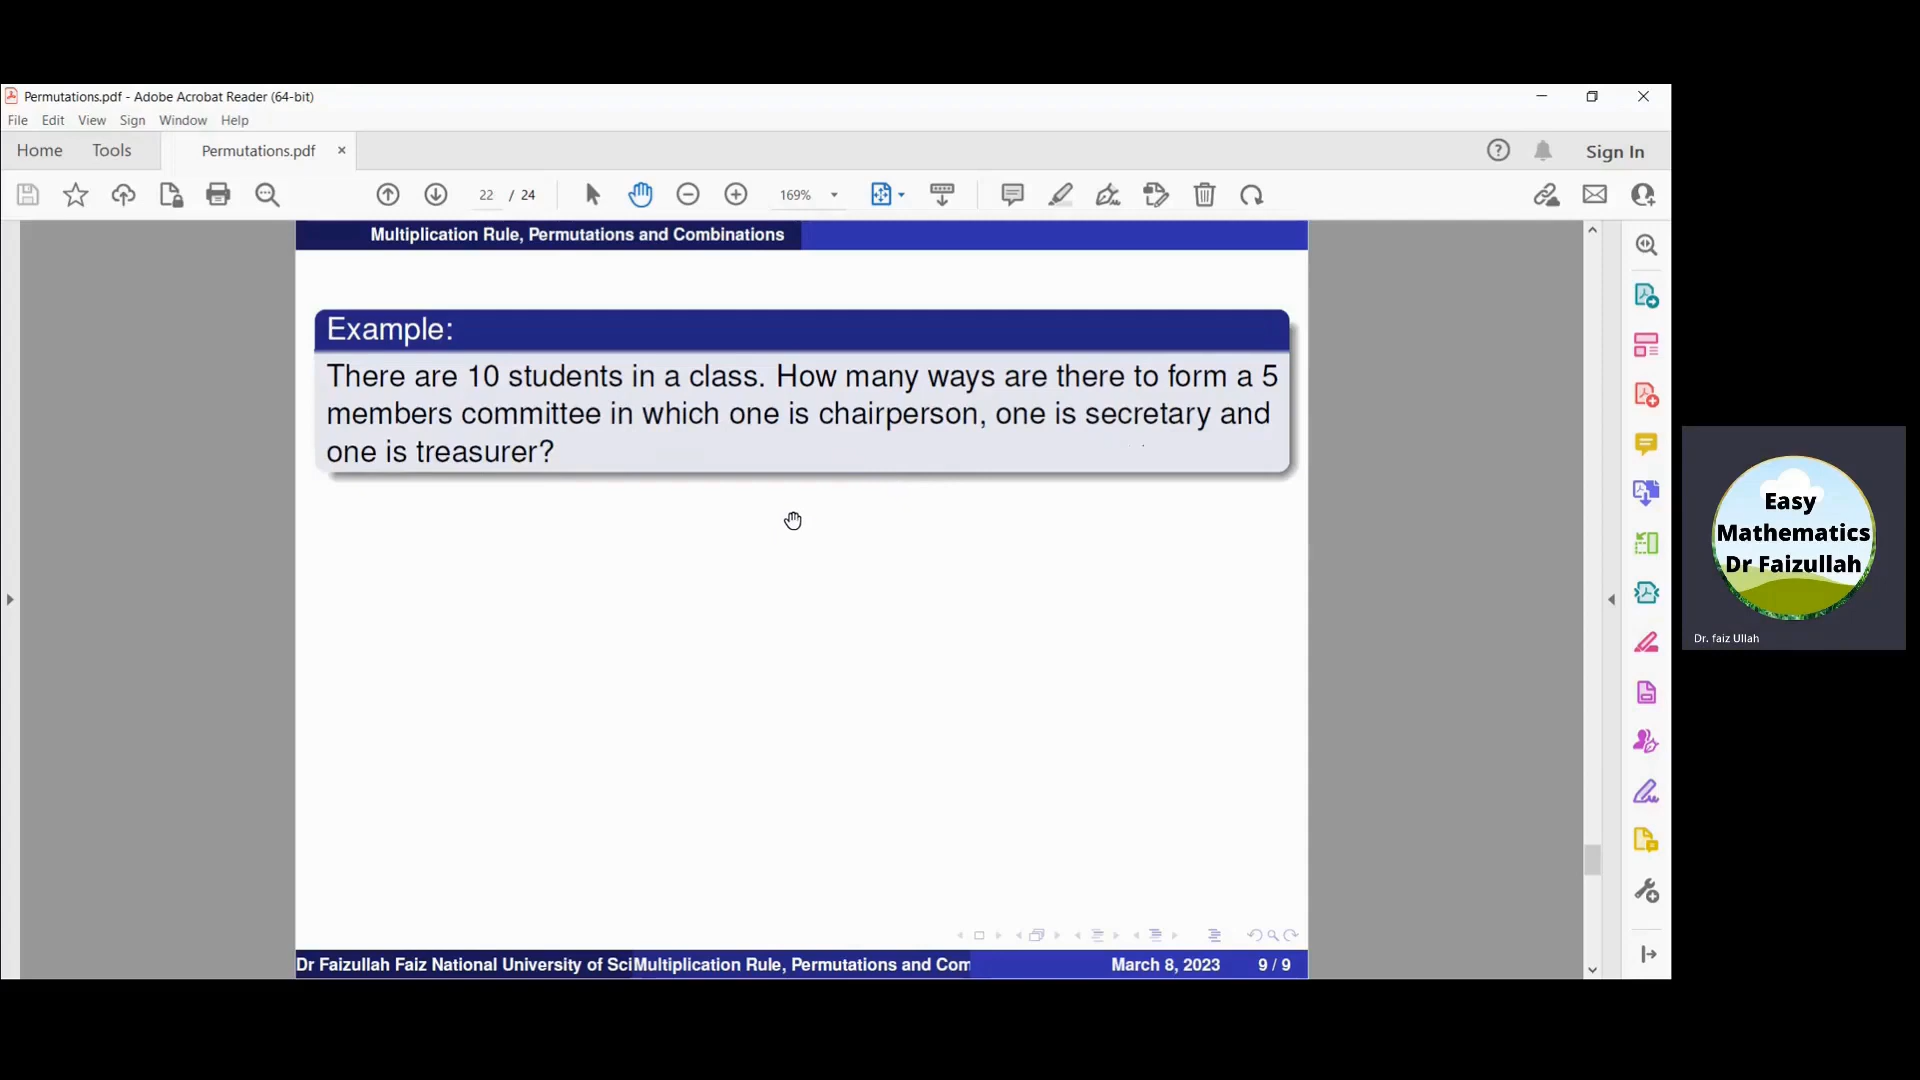 Permutations.pdf - Adobe Acrobat Reader (64-bit)
File Edit View Sign Window Help
Home Tools Permutations.pdf × Sign In
22 / 24 169%
Multiplication Rule, Permutations and Combinations
Example:
There are 10 students in a class. How many ways are there to form a 5
members committee in which one is chairperson, one is secretary and
one is treasurer?
Easy
Mathematics
Dr Faizullah
Dr. faiz Ullah
Dr Faizullah Faiz National University of Sci Multiplication Rule, Permutations and Com March 8, 2023 9 / 9